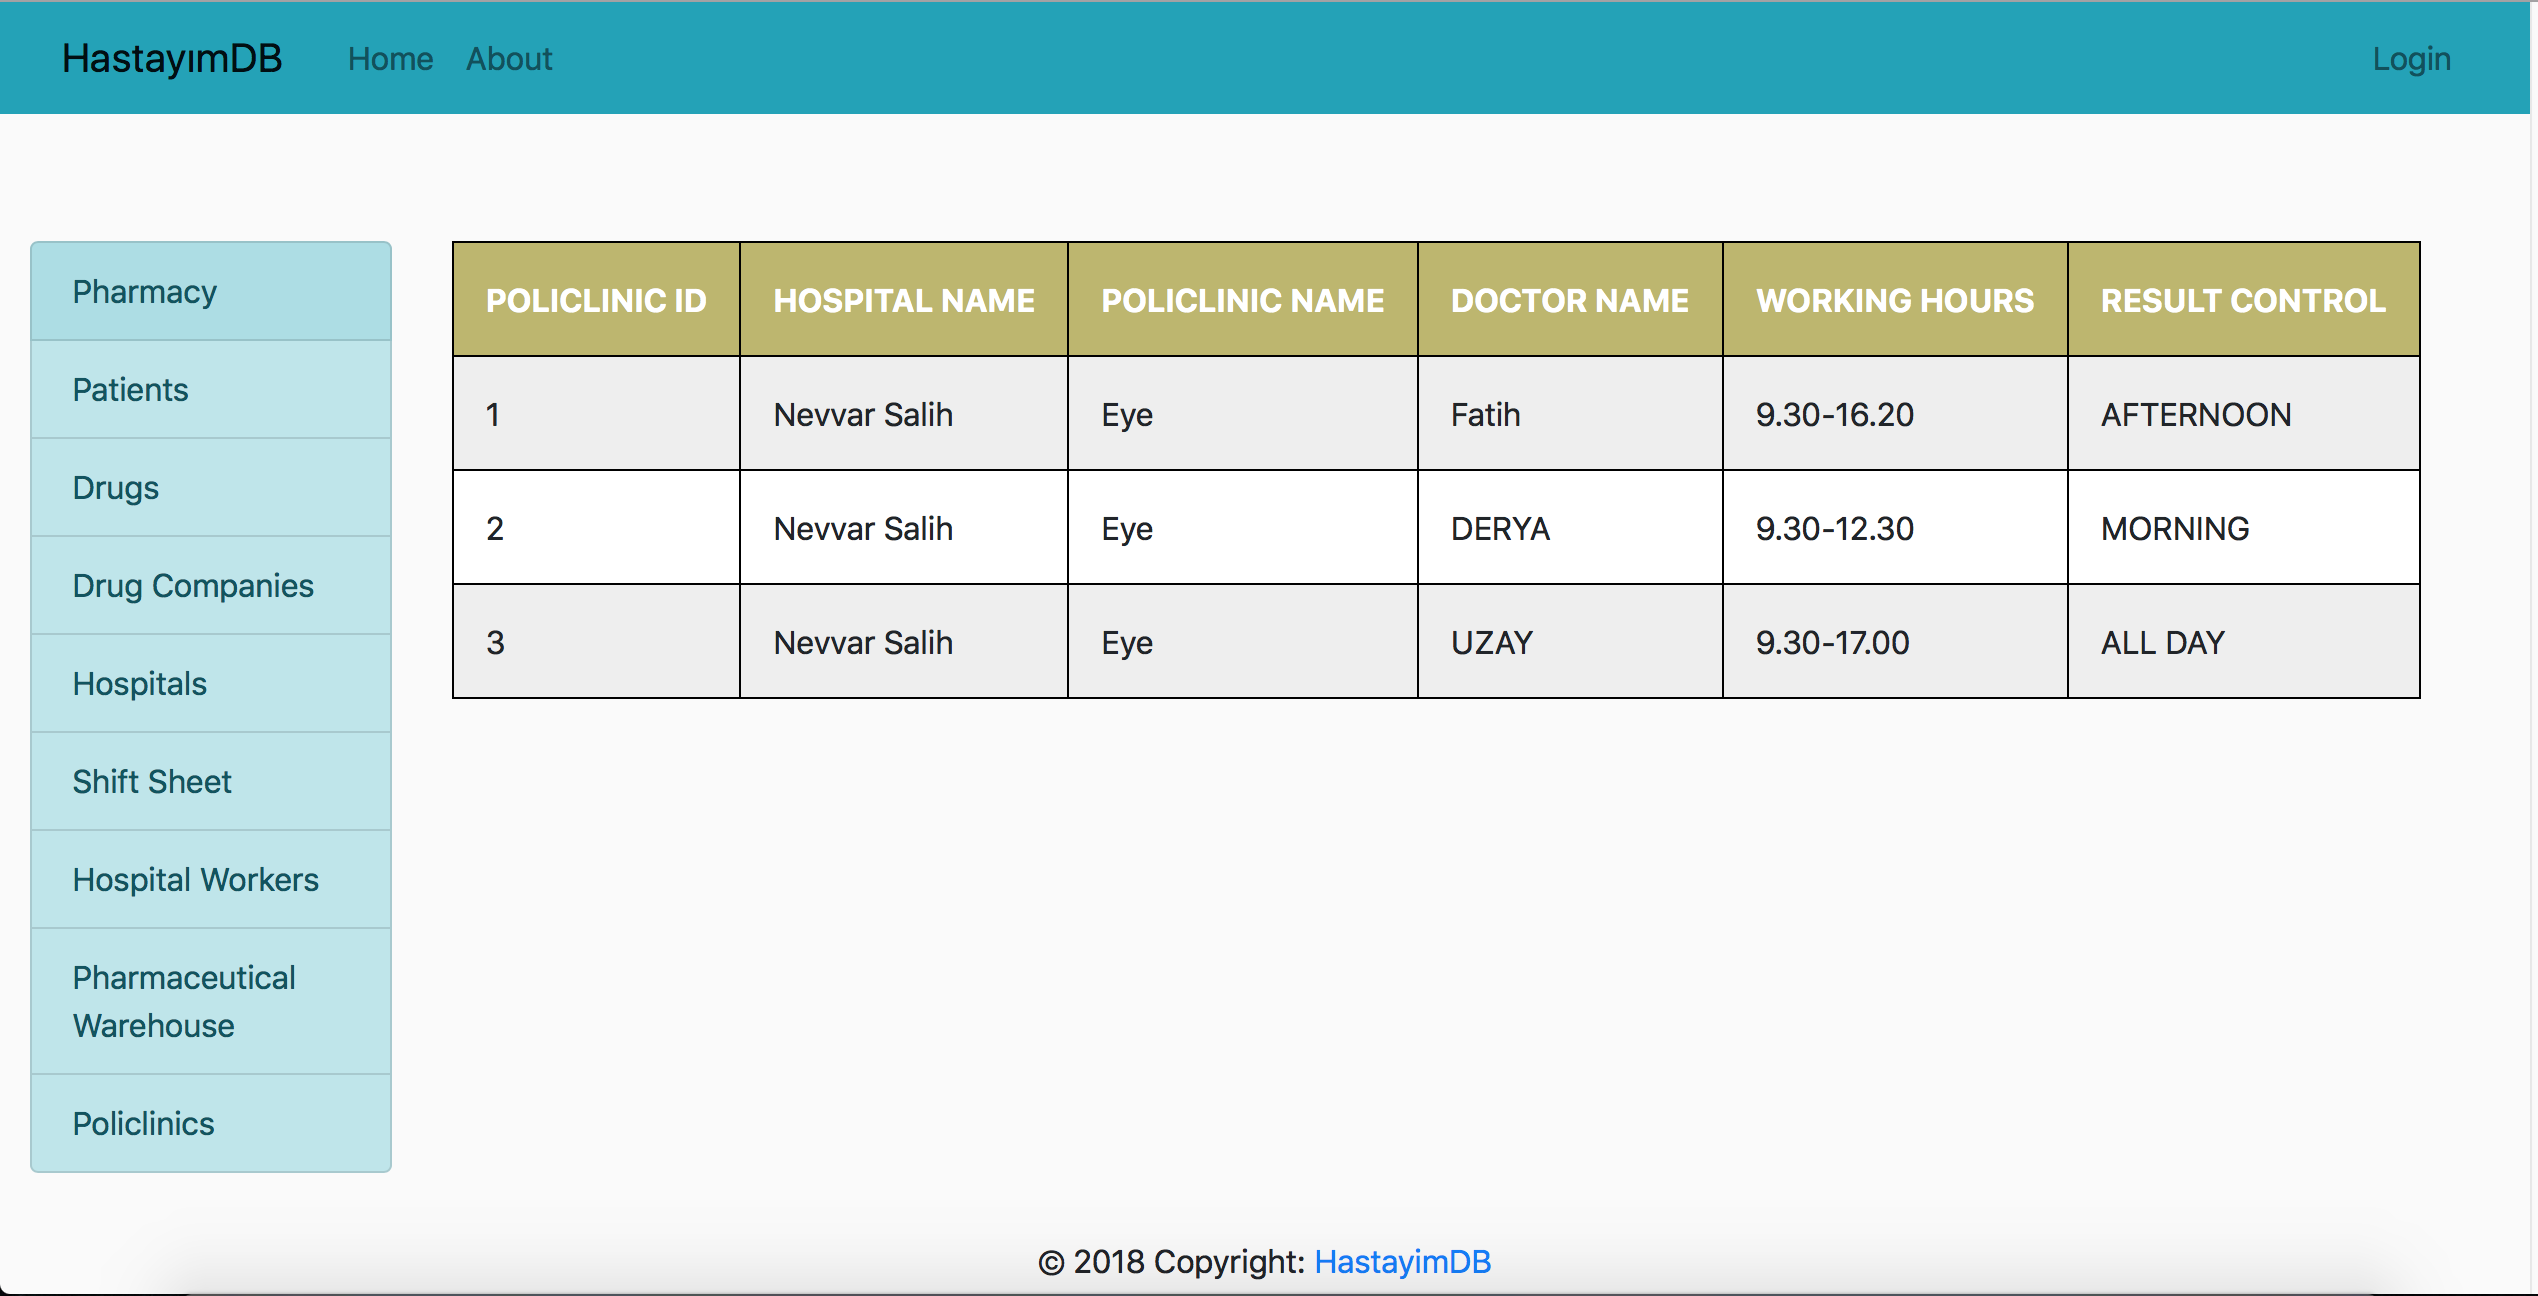 HastayımDB Home About Login
Pharmacy
Patients
Drugs
Drug Companies
Hospitals
Shift Sheet
Hospital Workers
Pharmaceutical
Warehouse
Policlinics
POLICLINIC ID HOSPITAL NAME POLICLINIC NAME DOCTOR NAME WORKING HOURS RESULT CONTROL
1 Nevvar Salih Eye Fatih 9.30-16.20 AFTERNOON
2 Nevvar Salih Eye DERYA 9.30-12.30 MORNING
3 Nevvar Salih Eye UZAY 9.30-17.00 ALL DAY
© 2018 Copyright: HastayimDB